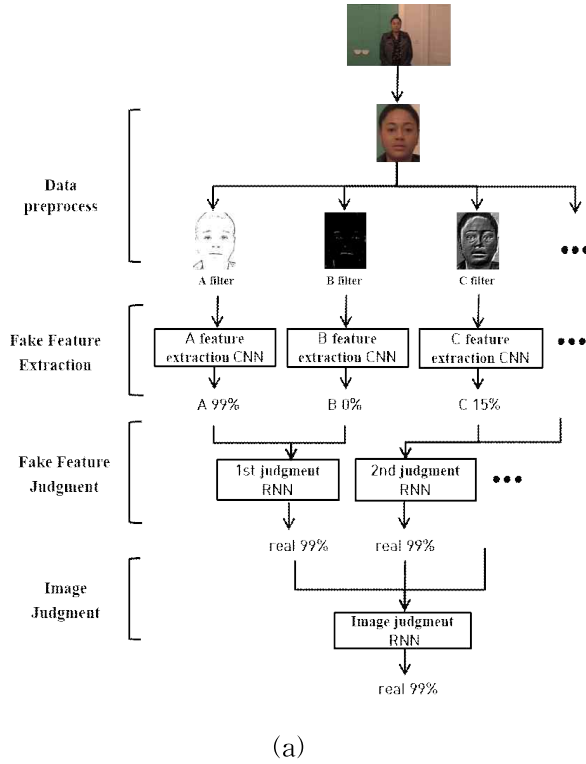 Data
preprocess
A filter
B filter
C filter
Fake Feature
Extraction
A feature
extraction CNN
B feature
extraction CNN
C feature
extraction CNN
A 99%
B 0%
C 15%
Fake Feature
Judgment
1st judgment
RNN
2nd judgment
RNN
real 99%
real 99%
Image
Judgment
Image judgment
RNN
real 99%
(a)